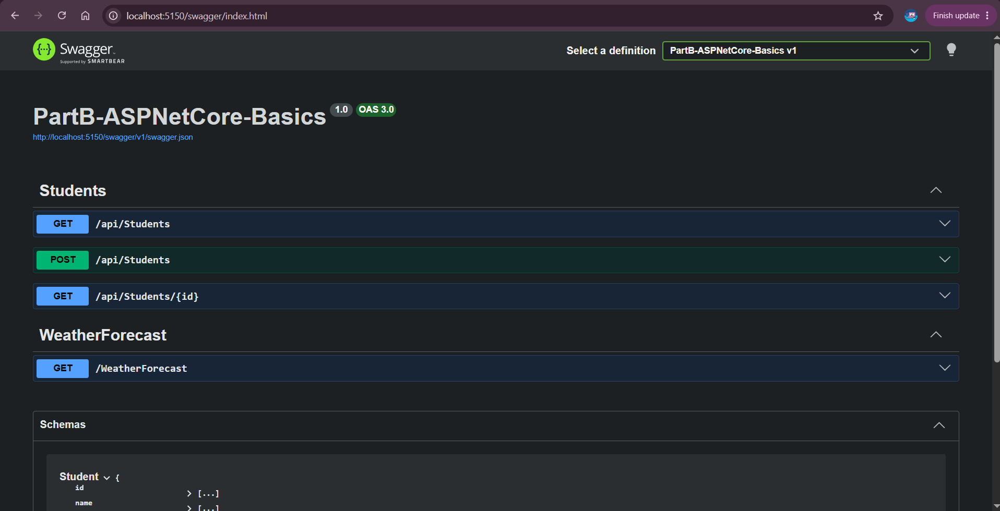 localhost:5150/swagger/index.html
Finish update
Swagger
Supported by SMARTBEAR
Select a definition
PartB-ASPNetCore-Basics v1
PartB-ASPNetCore-Basics 1.0 OAS 3.0
http://localhost:5150/swagger/v1/swagger.json
Students
GET /api/Students
POST /api/Students
GET /api/Students/{id}
WeatherForecast
GET /WeatherForecast
Schemas
Student {
id [...]
name [...]